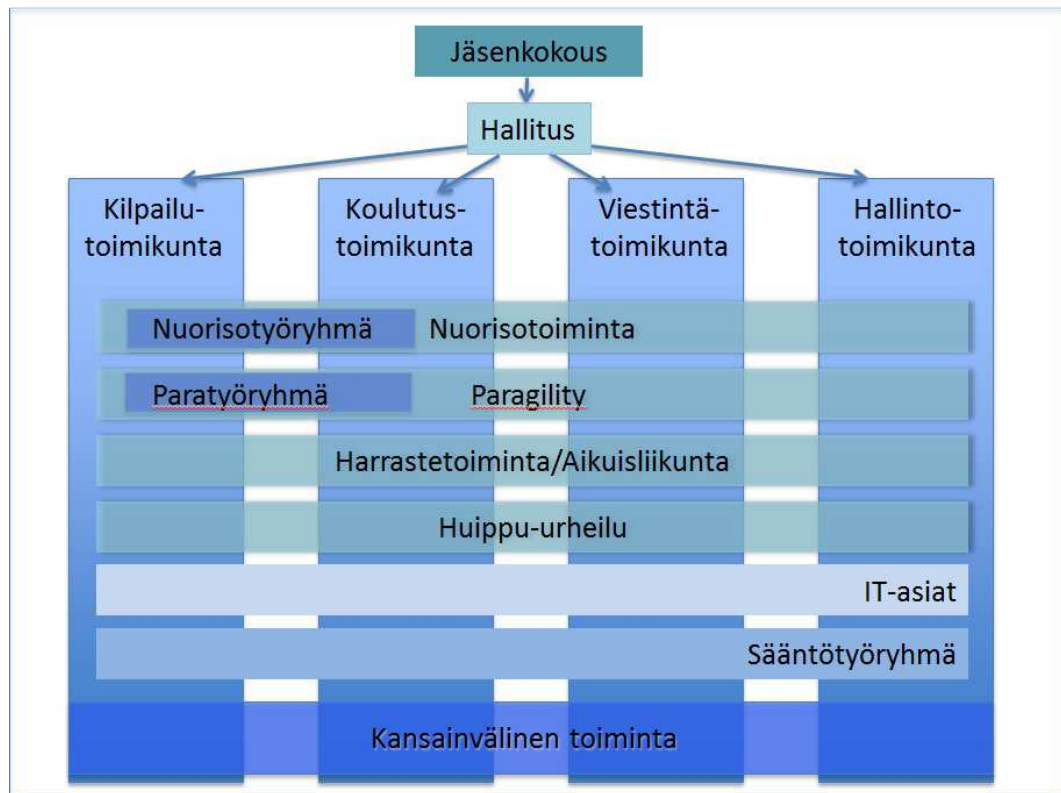 Jäsenkokous
Hallitus
Kilpailu-
toimikunta
Koulutus-
toimikunta
Viestintä-
toimikunta
Hallinto-
toimikunta
Nuorisotyöryhmä Nuorisotoiminta
Paratyöryhmä Paragility
Harrastetoiminta/Aikuisliikunta
Huippu-urheilu
IT-asiat
Sääntötyöryhmä
Kansainvälinen toiminta